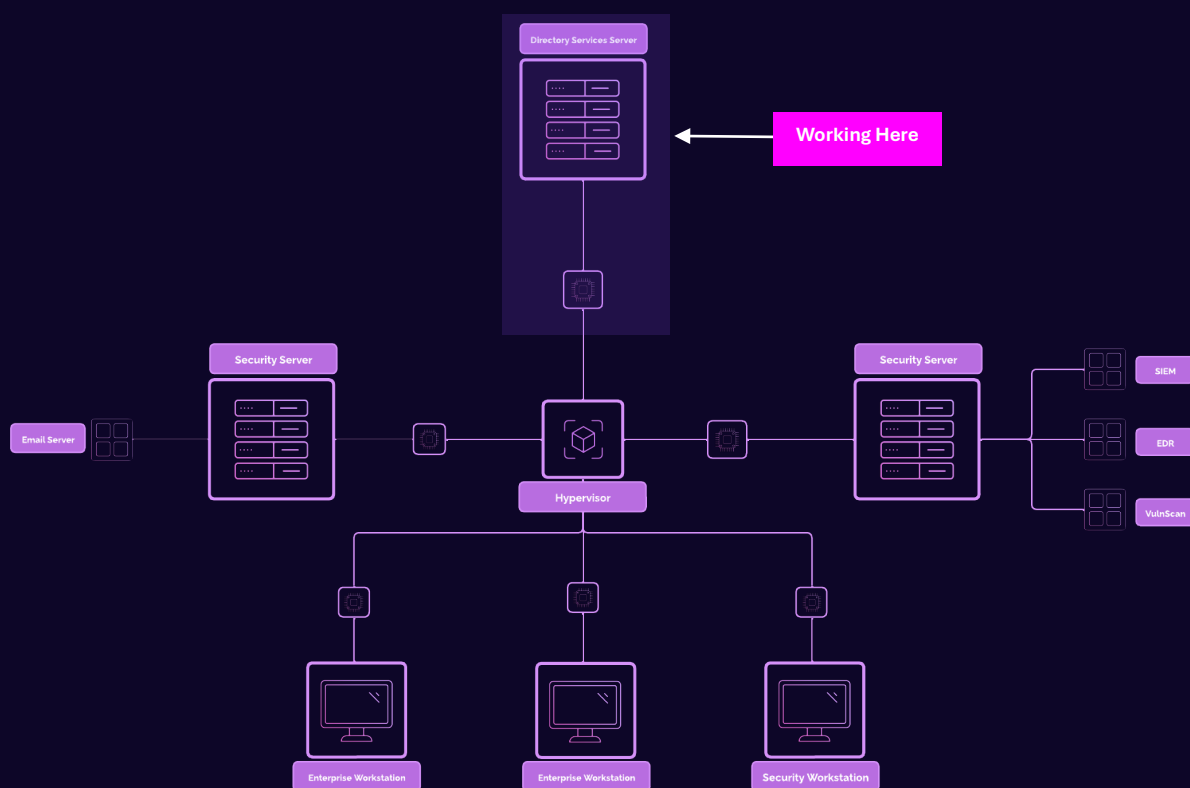 Directory Services Server
Working Here
Security Server
Security Server
SIEM
Email Server
EDR
Hypervisor
VulnScan
Enterprise Workstation
Enterprise Workstation
Security Workstation